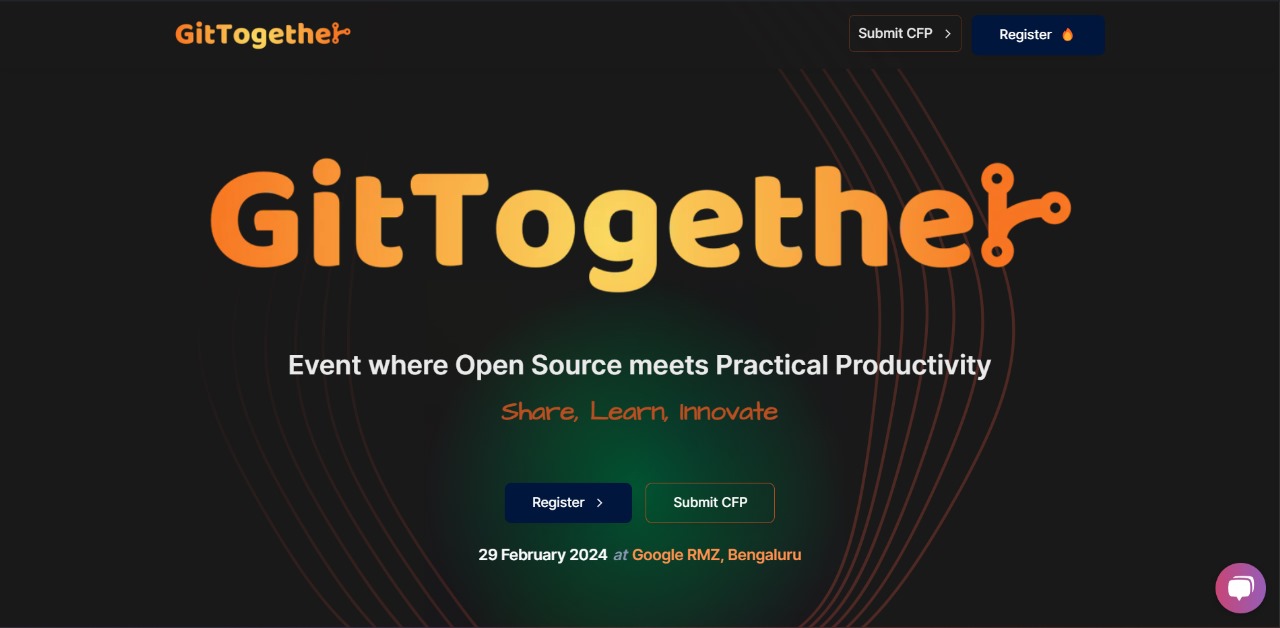 GitTogether
Submit CFP
Register
GitTogether
Event where Open Source meets Practical Productivity
Share, Learn, Innovate
Register
Submit CFP
29 February 2024 at Google RMZ, Bengaluru